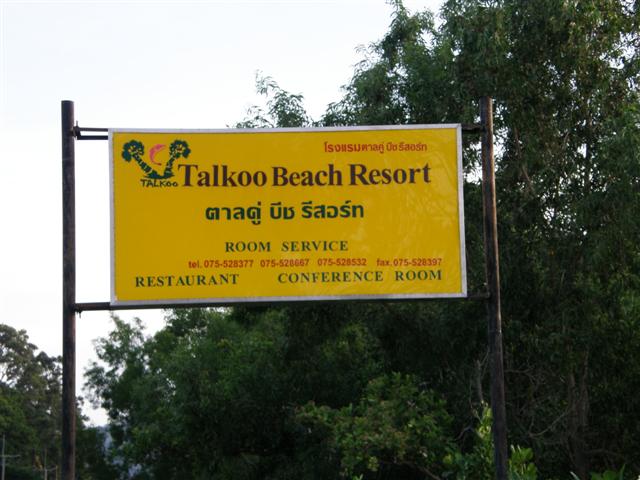 โรงแรมตาลคู่ บีช รีสอร์ท
TALKOO
Talkoo Beach Resort
ตาลคู่ บีช รีสอร์ท
ROOM SERVICE
tel. 075-528377 075-528667 075-528532 fax. 075-528397
RESTAURANT CONFERENCE ROOM